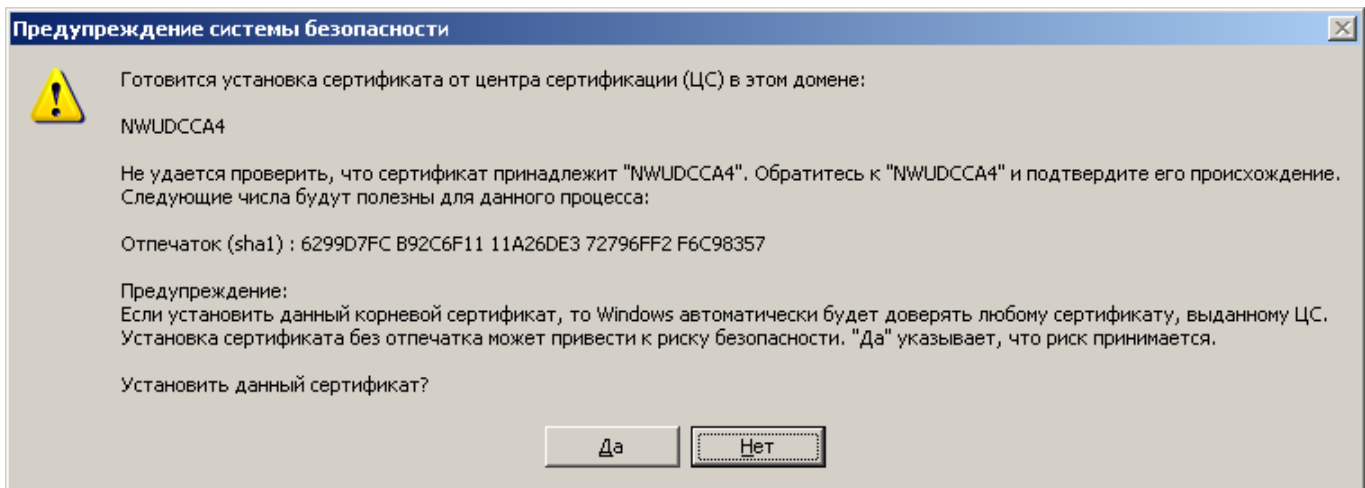 Предупреждение системы безопасности
Готовится установка сертификата от центра сертификации (ЦС) в этом домене:
NWUDCCA4
Не удается проверить, что сертификат принадлежит "NWUDCCA4". Обратитесь к "NWUDCCA4" и подтвердите его происхождение.
Следующие числа будут полезны для данного процесса:
Отпечаток (sha1) : 6299D7FC B92C6F11 11A26DE3 72796FF2 F6C98357
Предупреждение:
Если установить данный корневой сертификат, то Windows автоматически будет доверять любому сертификату, выданному ЦС.
Установка сертификата без отпечатка может привести к риску безопасности. "Да" указывает, что риск принимается.
Установить данный сертификат?
Да
Нет